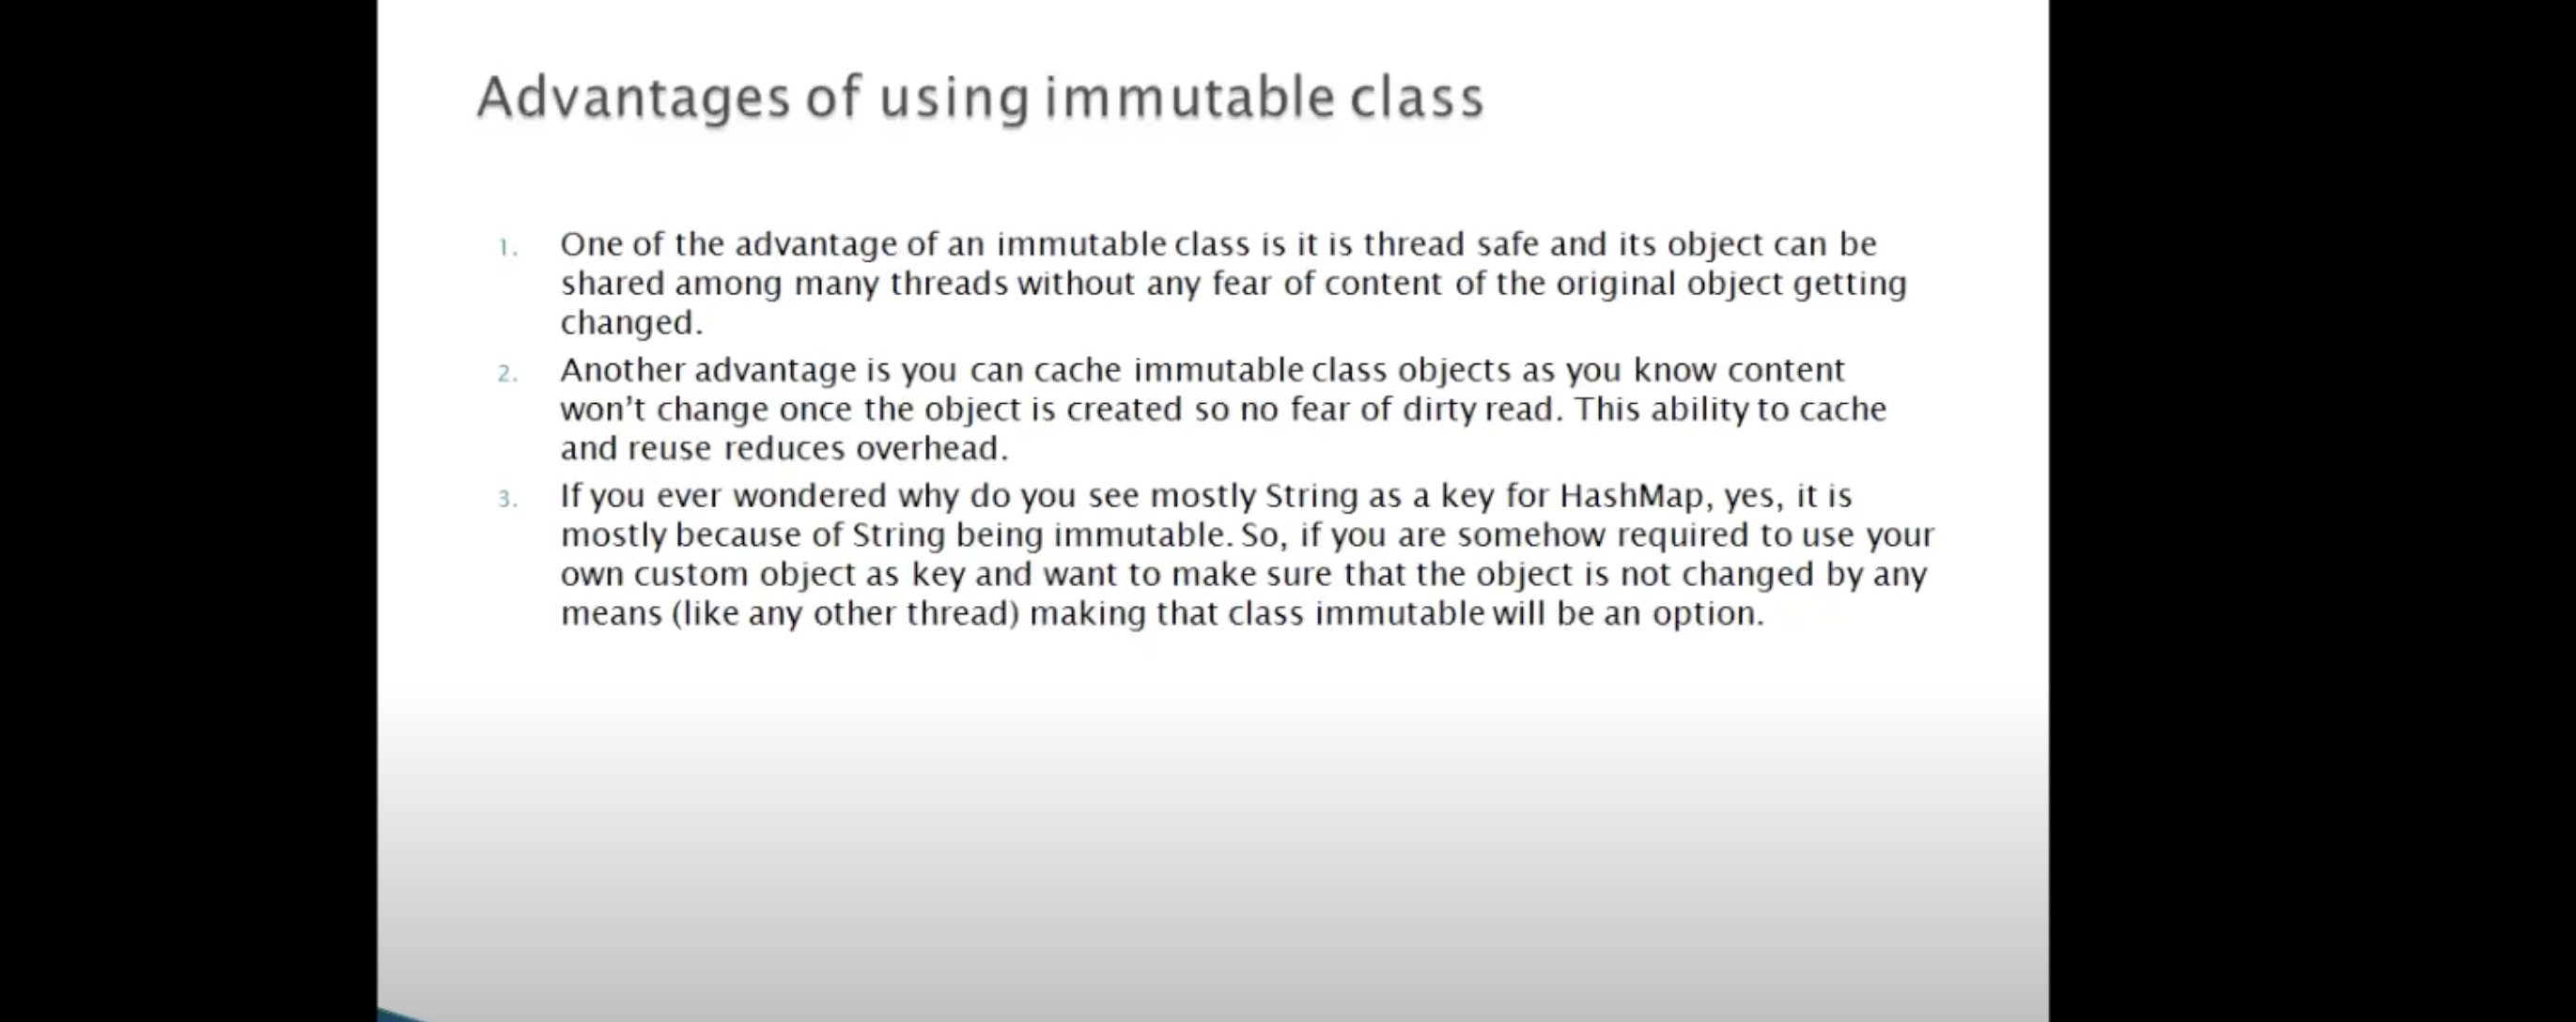 Advantages of using immutable class
1. One of the advantage of an immutable class is it is thread safe and its object can be
shared among many threads without any fear of content of the original object getting
changed.
2. Another advantage is you can cache immutable class objects as you know content
won’t change once the object is created so no fear of dirty read. This ability to cache
and reuse reduces overhead.
3. If you ever wondered why do you see mostly String as a key for HashMap, yes, it is
mostly because of String being immutable. So, if you are somehow required to use your
own custom object as key and want to make sure that the object is not changed by any
means (like any other thread) making that class immutable will be an option.